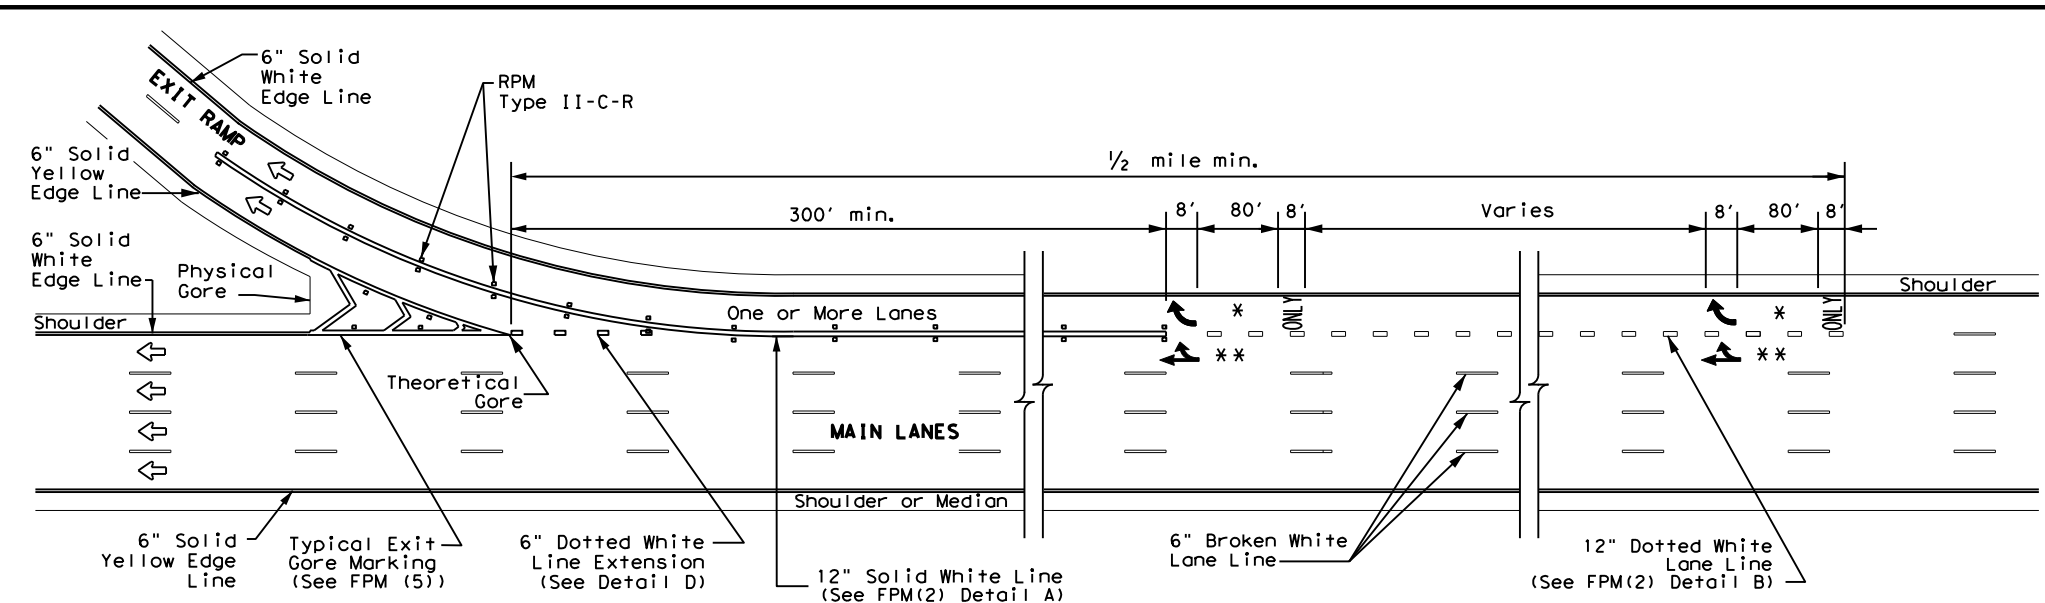 6" Solid
White
Edge Line
EXIT RAMP
RPM
Type II-C-R
6" Solid
Yellow
Edge Line
½ mile min.
300' min.
8'
80'
8'
Varies
8'
80'
8'
6" Solid
White
Edge Line
Physical
Gore
Shoulder
Shoulder
One or More Lanes
*
ONLY
*
ONLY
**
**
Theoretical
Gore
MAIN LANES
Shoulder or Median
6" Solid
Yellow Edge
Line
Typical Exit
Gore Marking
(See FPM (5))
6" Dotted White
Line Extension
(See Detail D)
12" Solid White Line
(See FPM(2) Detail A)
6" Broken White
Lane Line
12" Dotted White
Lane Line
(See FPM(2) Detail B)